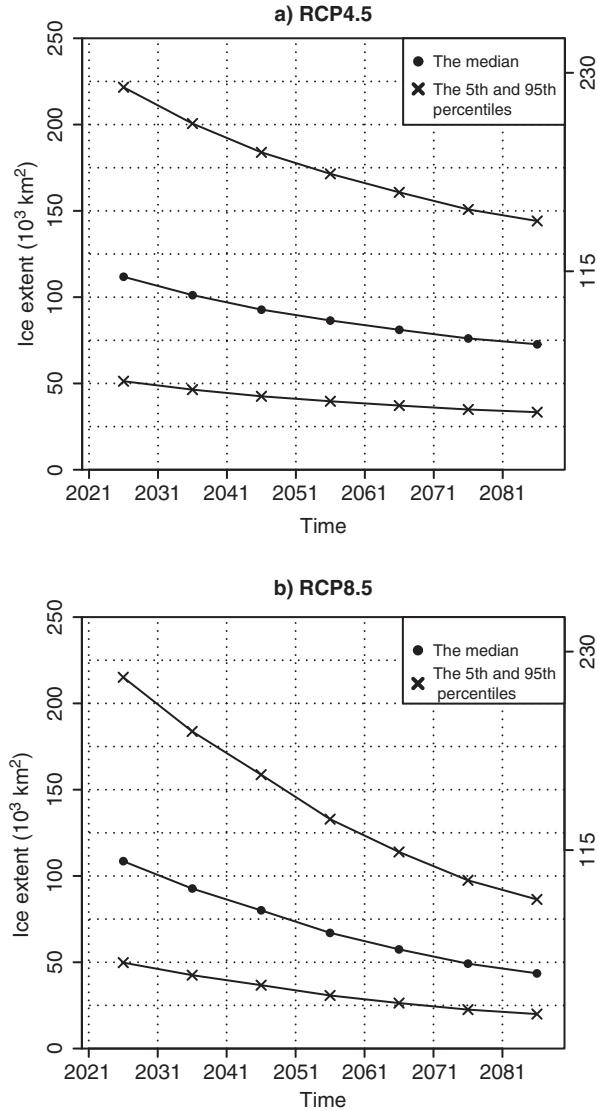 a) RCP4.5
250
200
150
100
50
0
Ice extent (10³ km²)
The median
The 5th and 95th
percentiles
230
115
2021 2031 2041 2051 2061 2071 2081
Time
b) RCP8.5
250
200
150
100
50
0
Ice extent (10³ km²)
The median
The 5th and 95th
percentiles
230
115
2021 2031 2041 2051 2061 2071 2081
Time